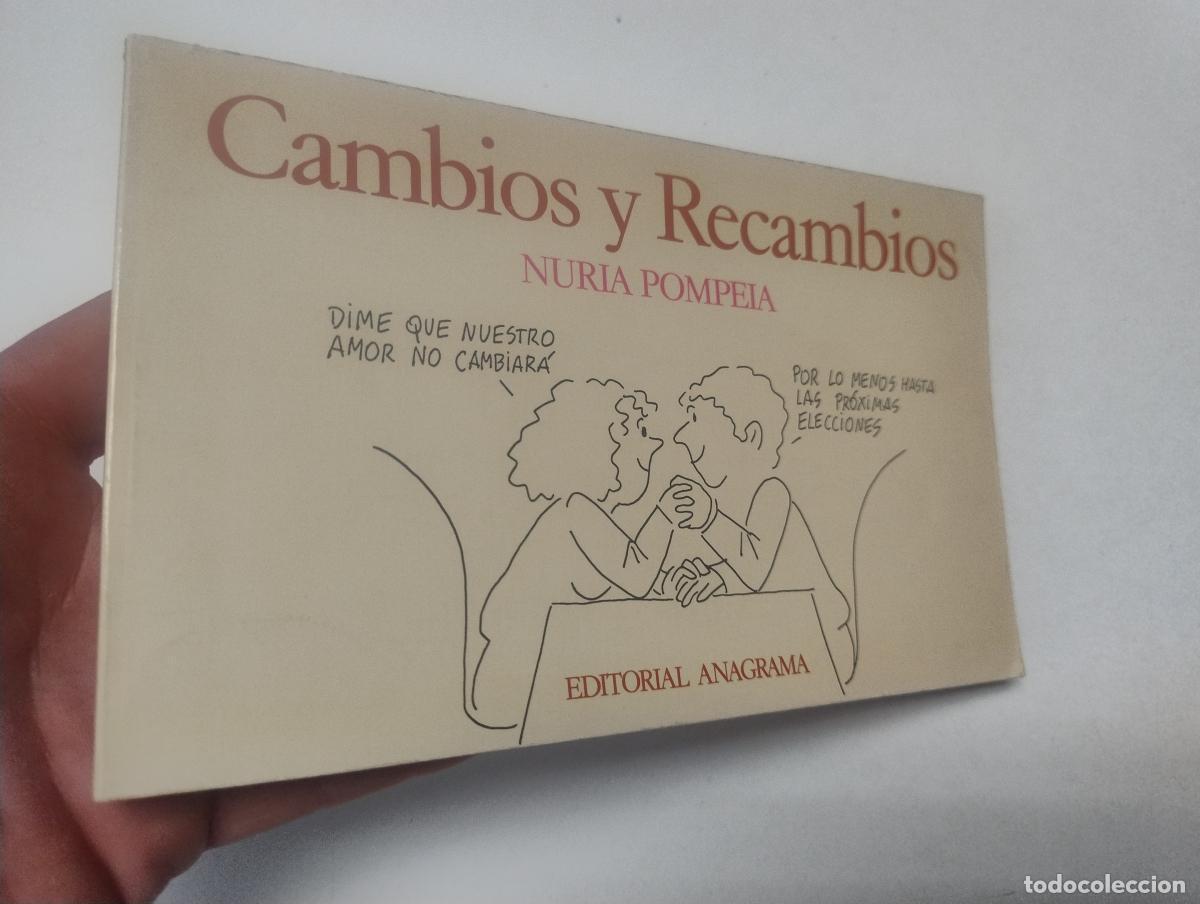 Cambios y Recambios
NURIA POMPEIA
DIME QUE NUESTRO
AMOR NO CAMBIARÁ
POR LO MENOS HASTA
LAS PRÓXIMAS
ELECCIONES
EDITORIAL ANAGRAMA
todocoleccion